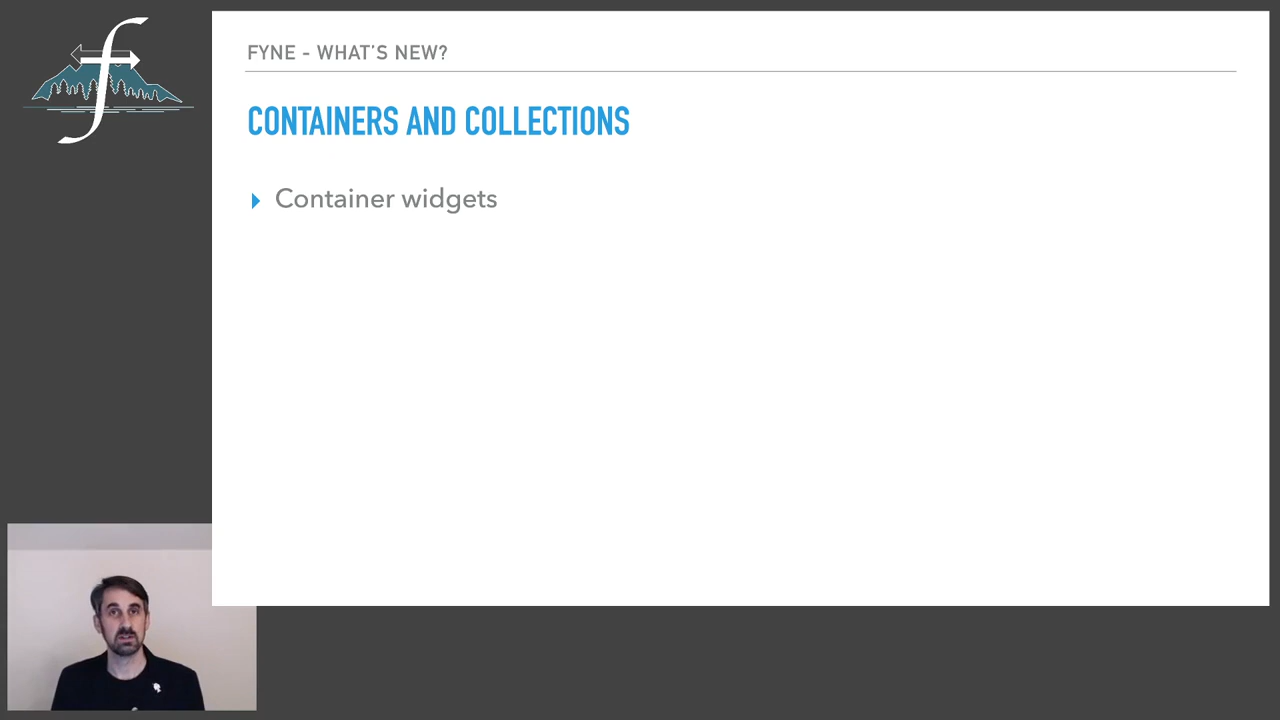 FYNE - WHAT'S NEW?
CONTAINERS AND COLLECTIONS
Container widgets